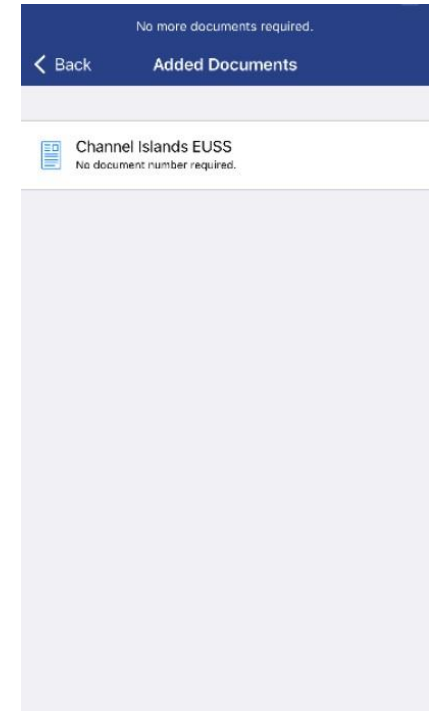 No more documents required.
Back Added Documents
Channel Islands EUSS
No document number required.